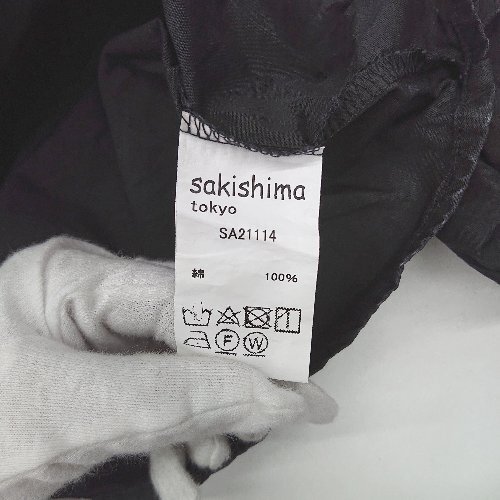 sakishima
tokyo
SA21114
綿 100%
F W